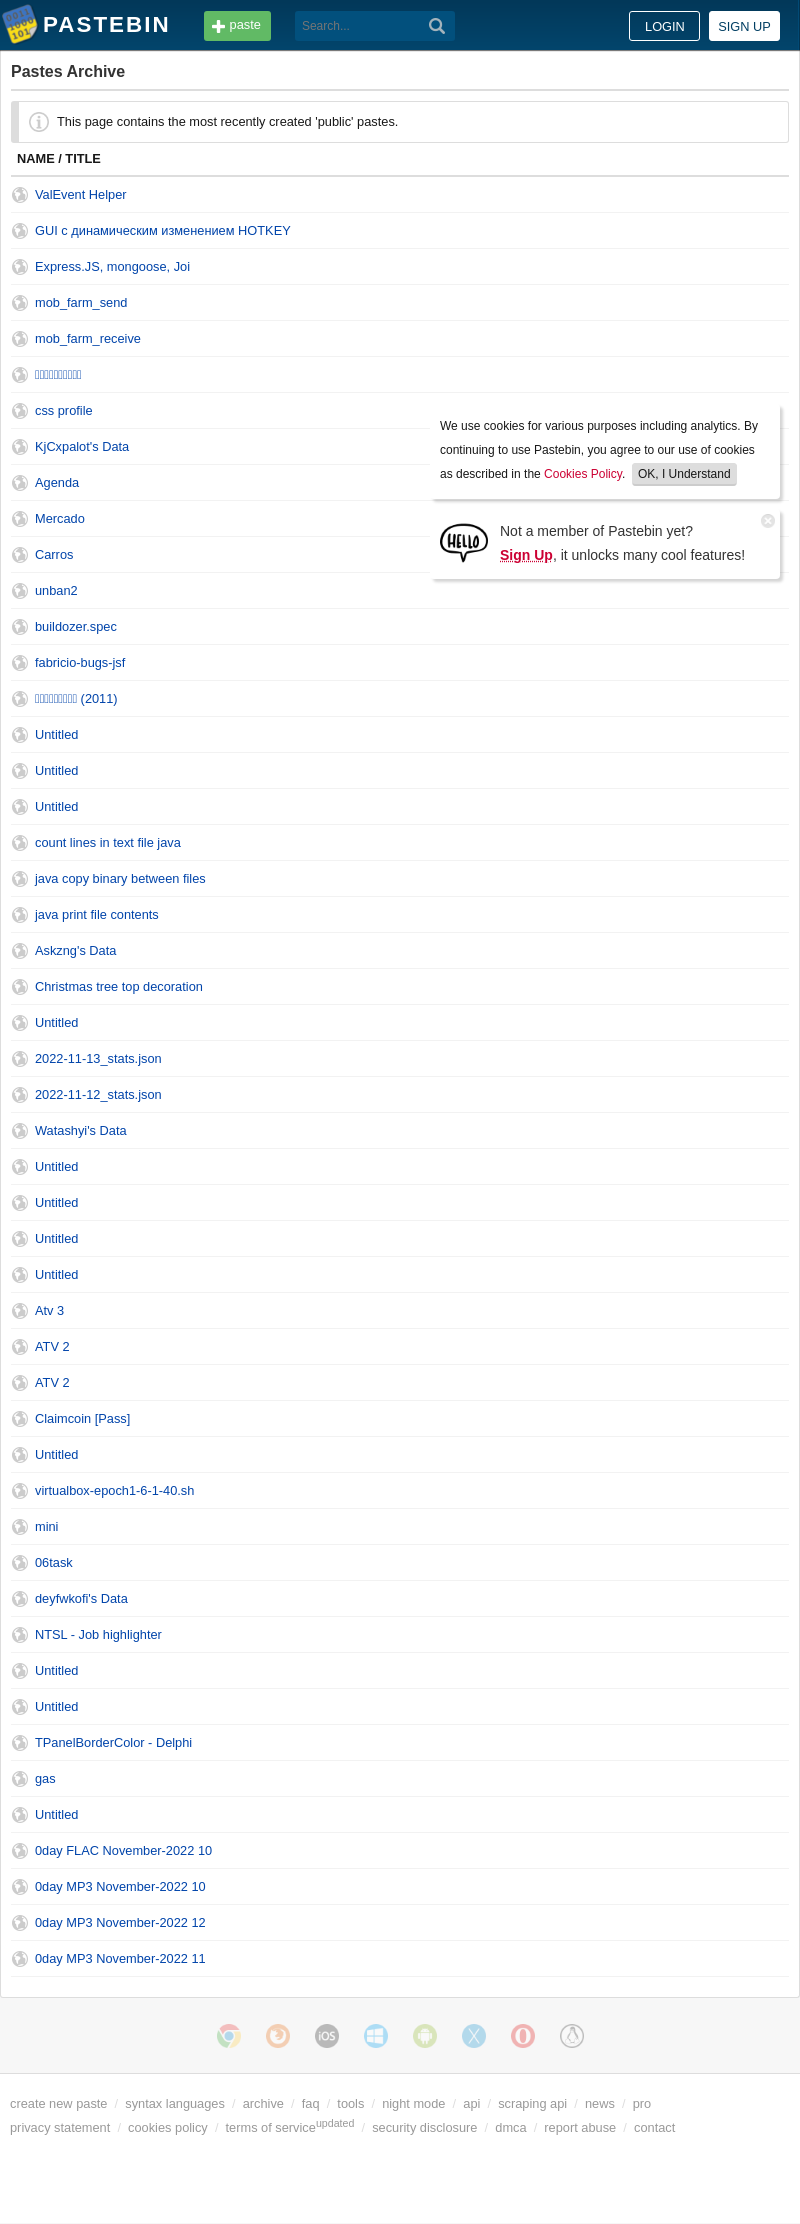 PASTEBIN
paste
Search...
LOGIN
SIGN UP
Pastes Archive
This page contains the most recently created 'public' pastes.
NAME / TITLE
ValEvent Helper
GUI с динамическим изменением HOTKEY
Express.JS, mongoose, Joi
mob_farm_send
mob_farm_receive
css profile
KjCxpalot's Data
Agenda
Mercado
Carros
We use cookies for various purposes including analytics. By
continuing to use Pastebin, you agree to our use of cookies
as described in the Cookies Policy. OK, I Understand
HELLO
Not a member of Pastebin yet?
Sign Up, it unlocks many cool features!
unban2
buildozer.spec
fabricio-bugs-jsf
(2011)
Untitled
Untitled
Untitled
count lines in text file java
java copy binary between files
java print file contents
Askzng's Data
Christmas tree top decoration
Untitled
2022-11-13_stats.json
2022-11-12_stats.json
Watashyi's Data
Untitled
Untitled
Untitled
Untitled
Atv 3
ATV 2
ATV 2
Claimcoin [Pass]
Untitled
virtualbox-epoch1-6-1-40.sh
mini
06task
deyfwkofi's Data
NTSL - Job highlighter
Untitled
Untitled
TPanelBorderColor - Delphi
gas
Untitled
0day FLAC November-2022 10
0day MP3 November-2022 10
0day MP3 November-2022 12
0day MP3 November-2022 11
iOS
create new paste / syntax languages / archive / faq / tools / night mode / api / scraping api / news / pro
privacy statement / cookies policy / terms of service updated / security disclosure / dmca / report abuse / contact